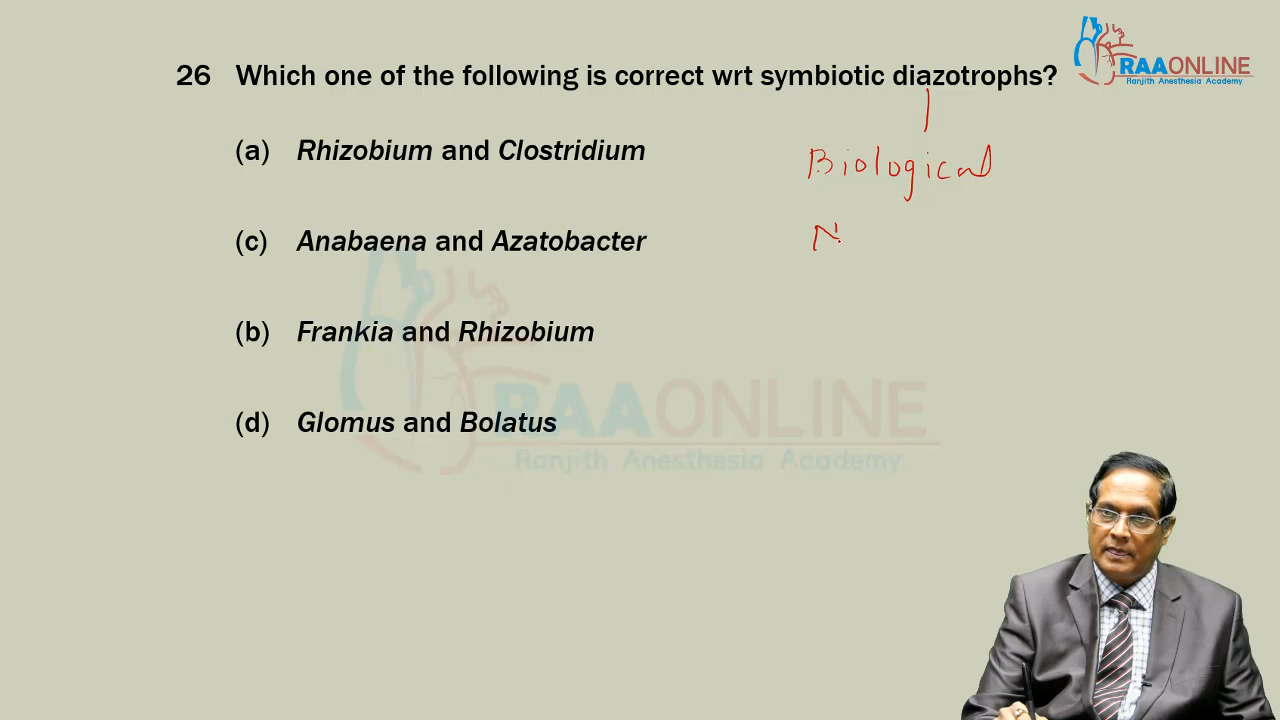 26 Which one of the following is correct wrt symbiotic diazotrophs?
RAAONLINE
Ranjith Anesthesia Academy
(a) Rhizobium and Clostridium
Biological
(c) Anabaena and Azatobacter
N
(b) Frankia and Rhizobium
(d) Glomus and Bolatus
RAAONLINE
Ranjith Anesthesia Academy